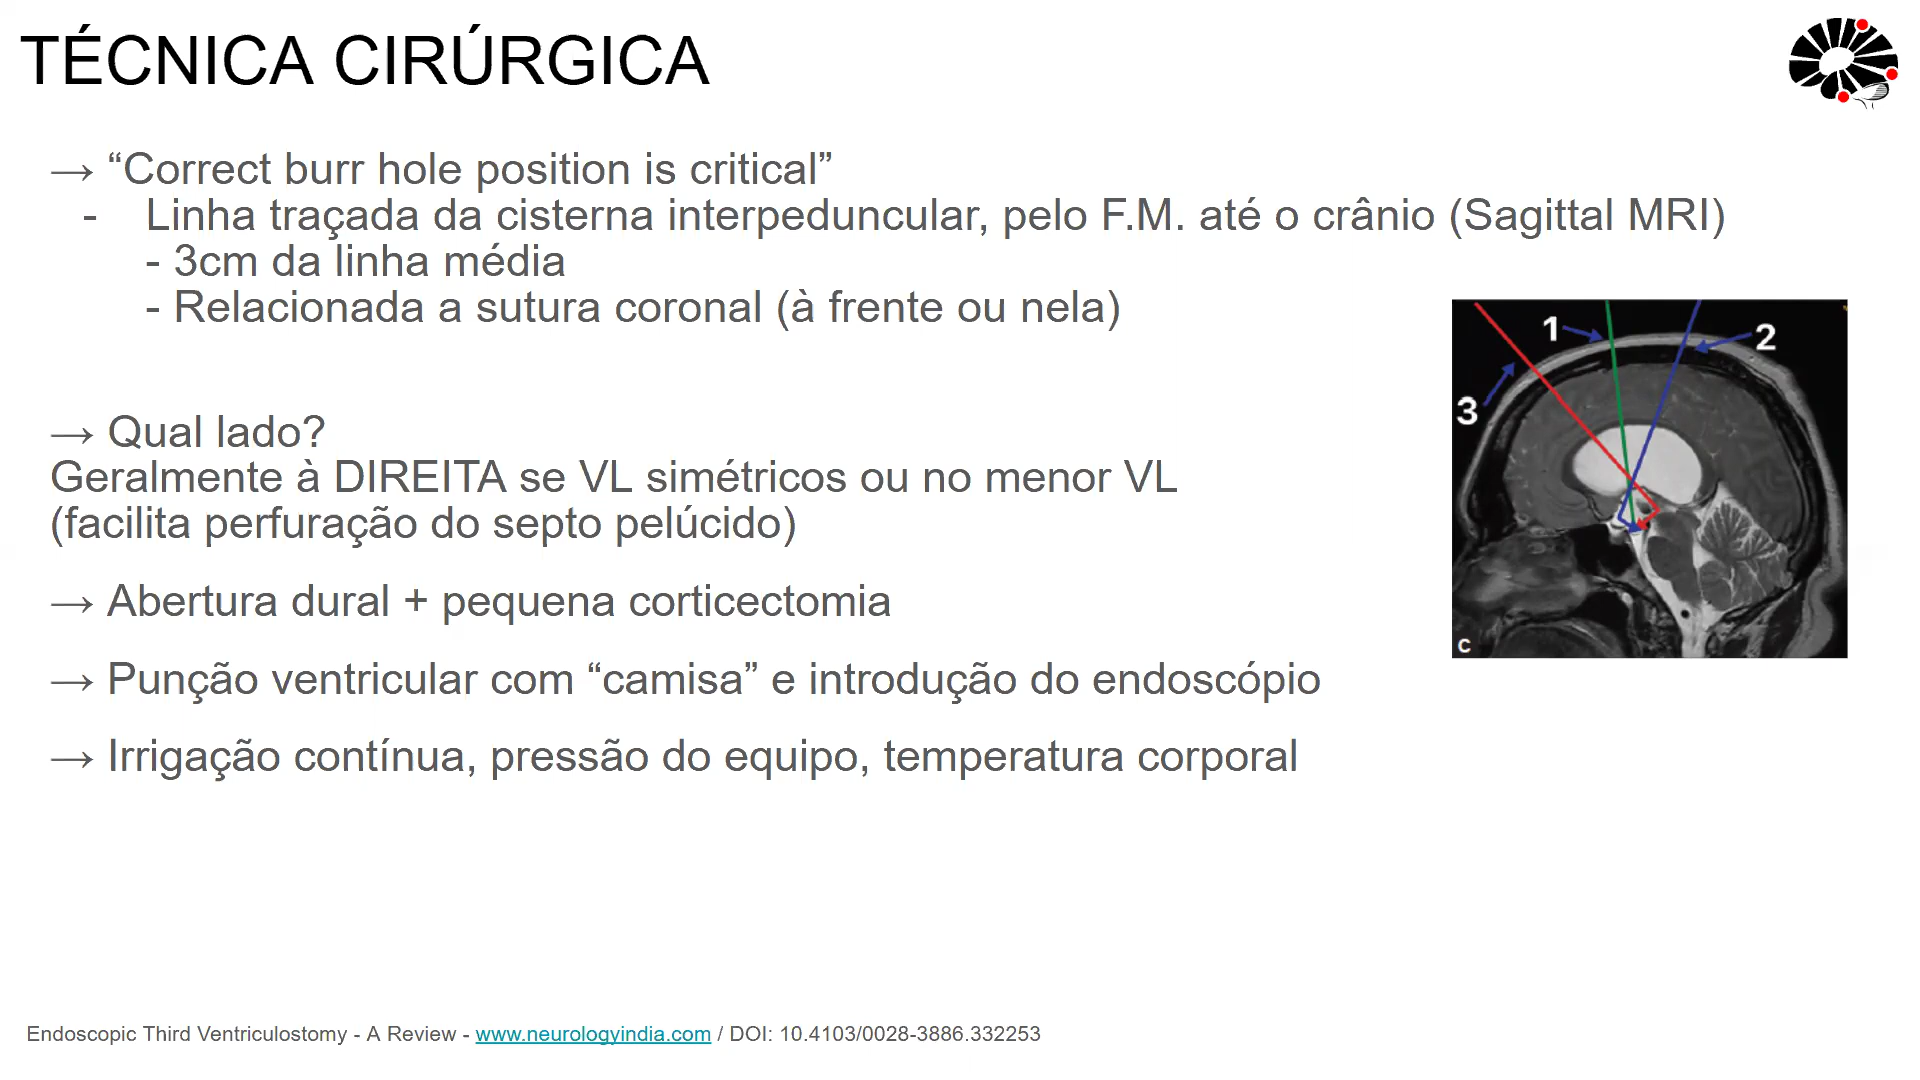 TÉCNICA CIRÚRGICA
→ “Correct burr hole position is critical”
- Linha traçada da cisterna interpeduncular, pelo F.M. até o crânio (Sagittal MRI)
- 3cm da linha média
- Relacionada a sutura coronal (à frente ou nela)
1
2
3
→ Qual lado?
Geralmente à DIREITA se VL simétricos ou no menor VL
(facilita perfuração do septo pelúcido)
→ Abertura dural + pequena corticectomia
C
→ Punção ventricular com “camisa” e introdução do endoscópio
→ Irrigação contínua, pressão do equipo, temperatura corporal
Endoscopic Third Ventriculostomy - A Review - www.neurologyindia.com / DOI: 10.4103/0028-3886.332253